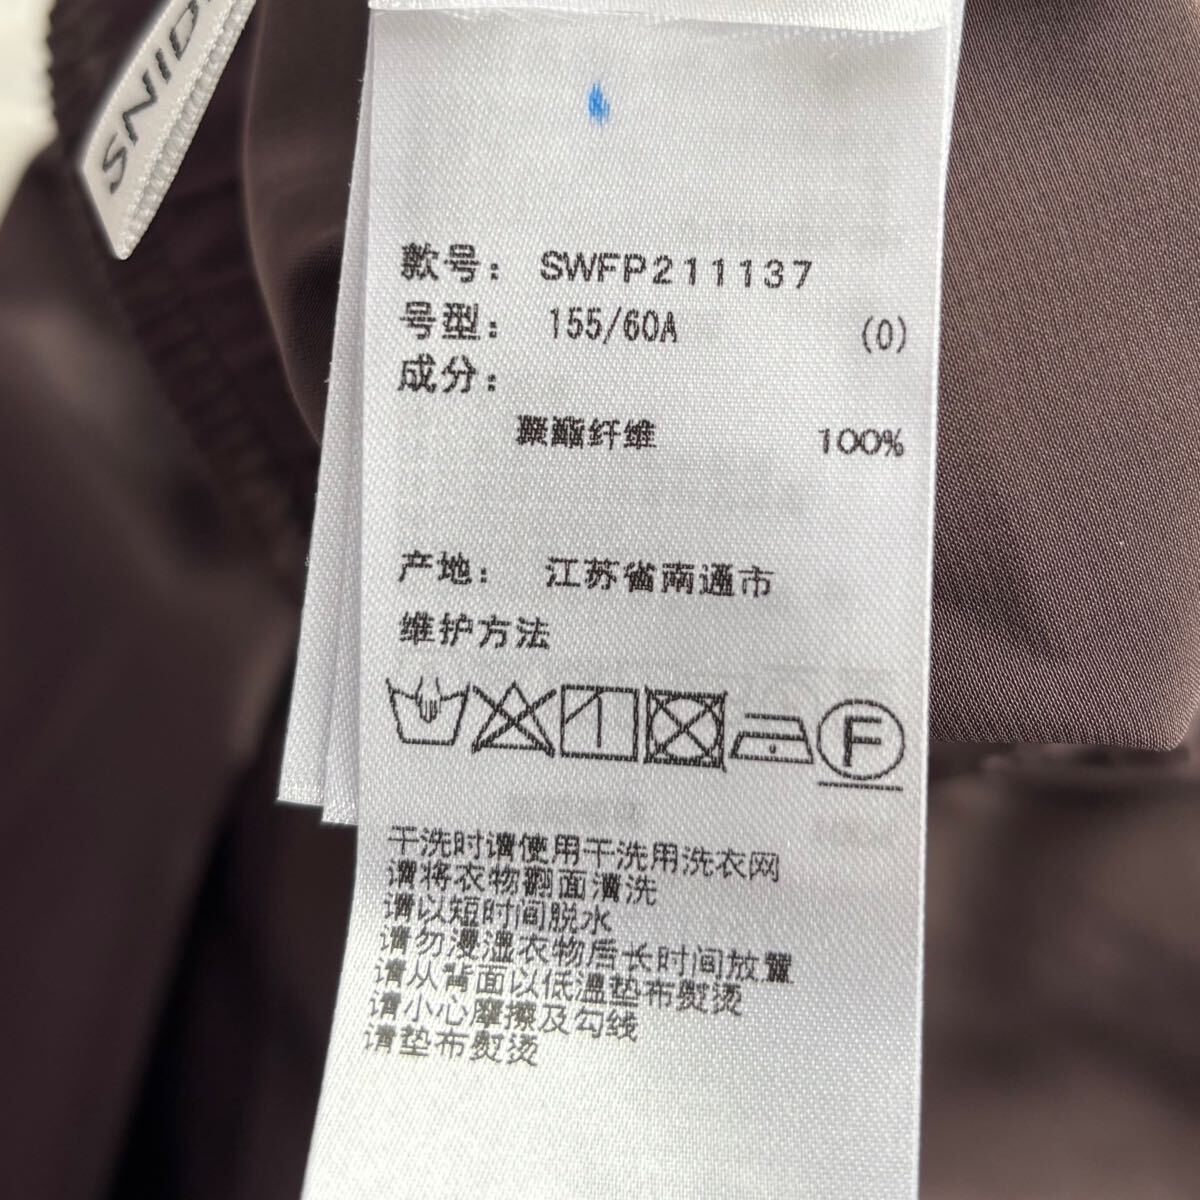 SNID
款号: SWFP211137
号型: 155/60A (0)
成分:
聚酯纤维 100%
产地: 江苏省南通市
维护方法
F
干洗时请使用干洗用洗衣网
请将衣物翻面清洗
请以短时间脱水
请勿浸湿衣物后长时间放置
请从背面以低温垫布熨烫
请小心摩擦及勾线
请垫布熨烫